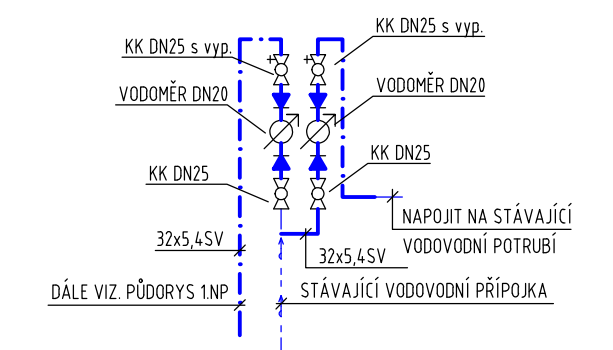 KK DN25 s vyp.
KK DN25 s vyp.
VODOMĚR DN20
VODOMĚR DN20
KK DN25
KK DN25
NAPOJIT NA STÁVAJÍCÍ
VODOVODNÍ POTRUBÍ
32x5,4SV
32x5,4SV
DÁLE VIZ. PŮDORYS 1.NP
STÁVAJÍCÍ VODOVODNÍ PŘÍPOJKA